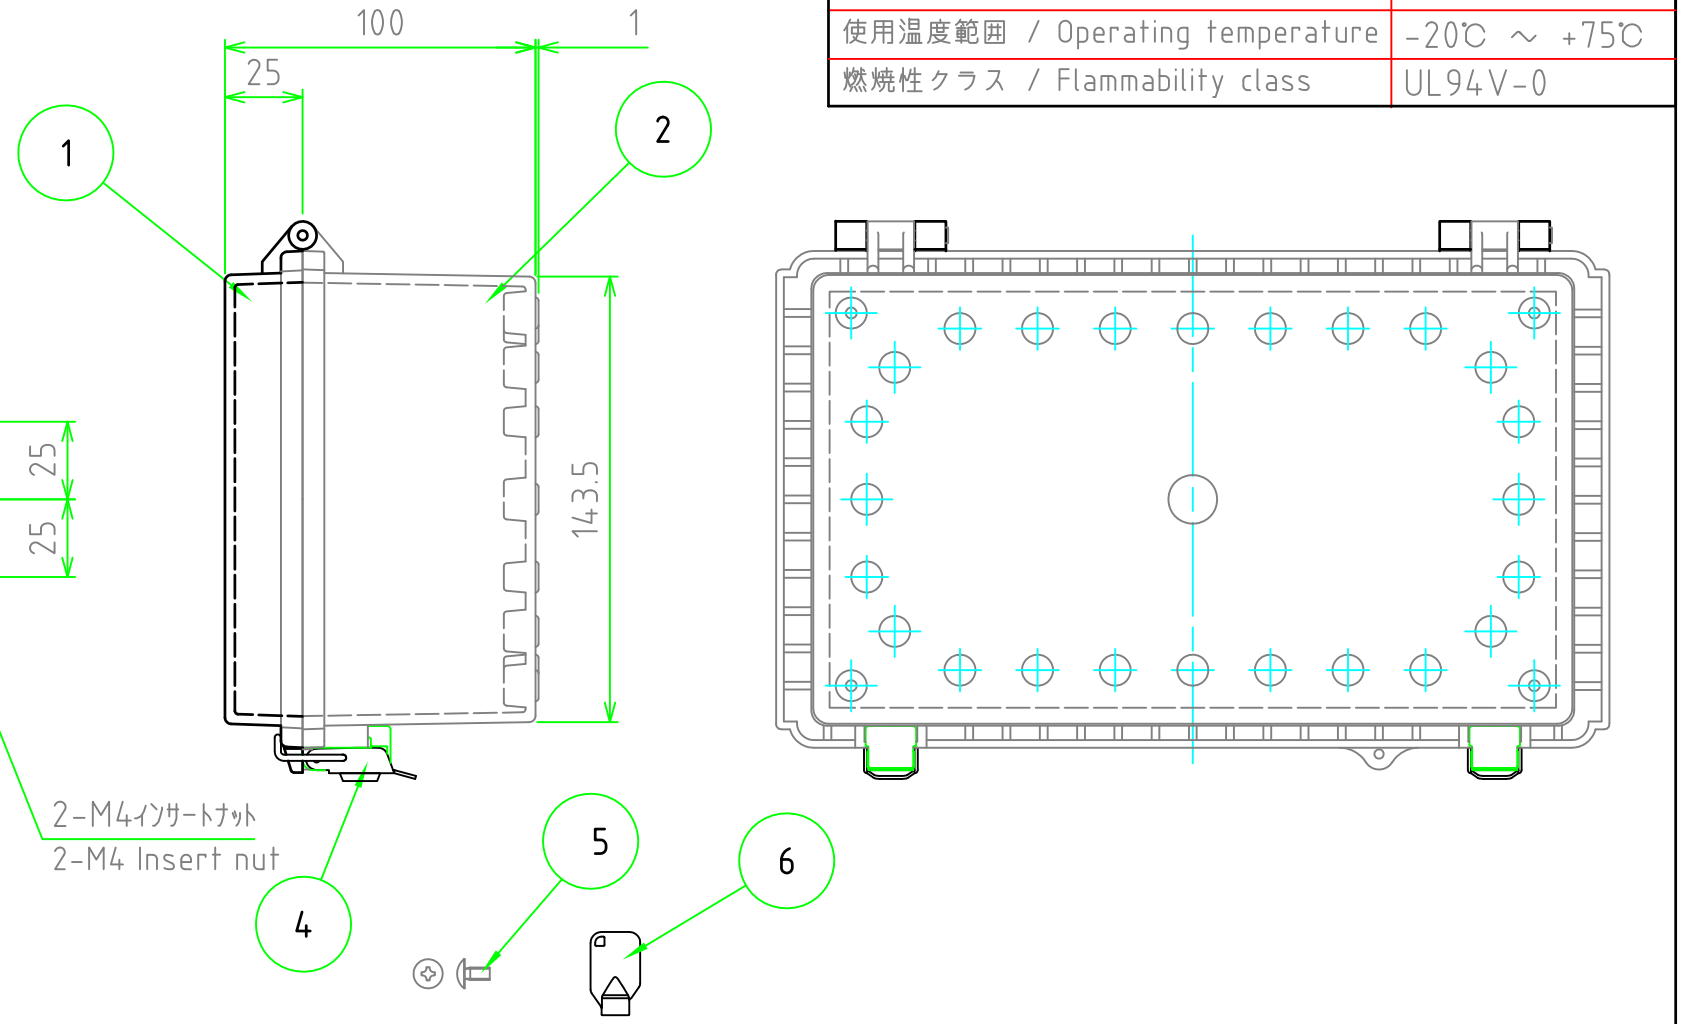 100
1
使用温度範囲 / Operating temperature
-20℃ ～ +75℃
25
燃焼性クラス / Flammability class
UL94V-0
1
2
25
25
143.5
2-M4インサートナット
2-M4 Insert nut
5
6
4